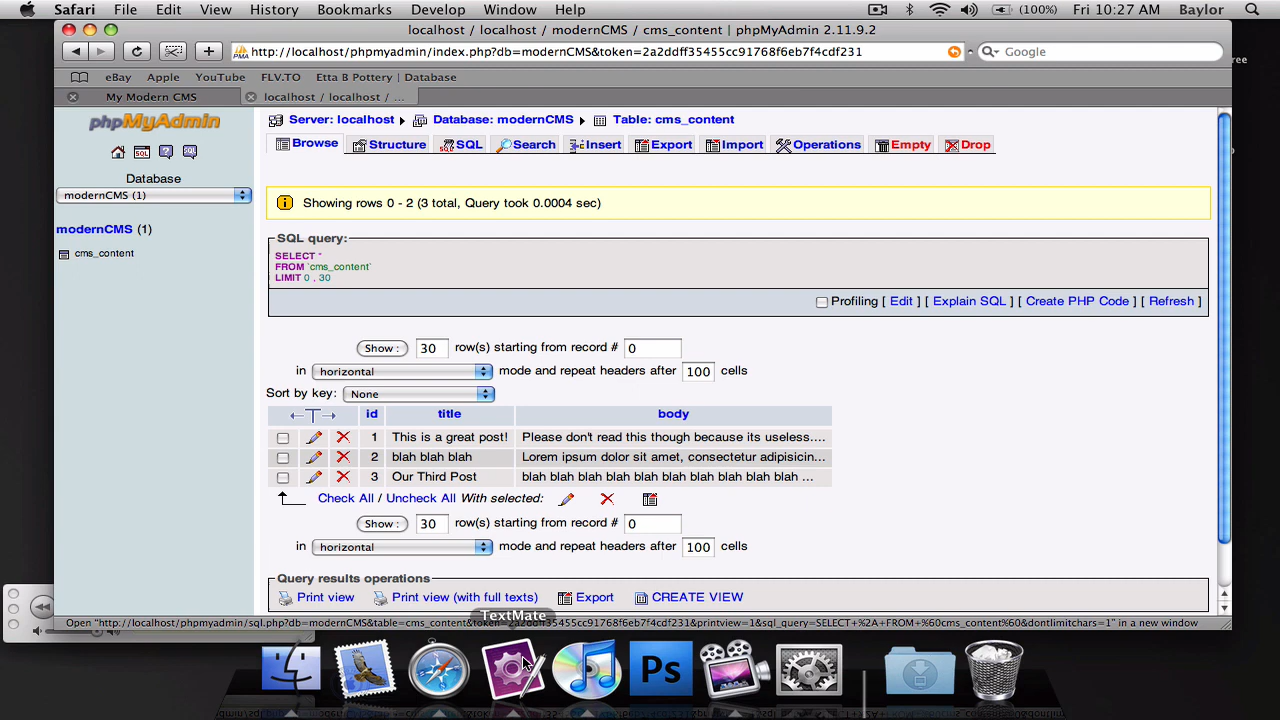 Safari File Edit View History Bookmarks Develop Window Help (100%) Fri 10:27 AM Baylor
localhost / localhost / modernCMS / cms_content | phpMyAdmin 2.11.9.2
http://localhost/phpmyadmin/index.php?db=modernCMS&token=2a2ddff35455cc91768f6eb7f4cdf231 Google
eBay Apple YouTube FLV.TO Etta B Pottery | Database
My Modern CMS localhost / localhost / ...
phpMyAdmin
Server: localhost Database: modernCMS Table: cms_content
Browse Structure SQL Search Insert Export Import Operations Empty Drop
Database
modernCMS (1)
modernCMS (1)
cms_content
Showing rows 0 - 2 (3 total, Query took 0.0004 sec)
SQL query:
SELECT *
FROM `cms_content`
LIMIT 0 , 30
Profiling [ Edit ] [ Explain SQL ] [ Create PHP Code ] [ Refresh ]
Show : 30 row(s) starting from record # 0
in horizontal mode and repeat headers after 100 cells
Sort by key: None
←T→ id title body
1 This is a great post! Please don't read this though because its useless....
2 blah blah blah Lorem ipsum dolor sit amet, consectetur adipisicin...
3 Our Third Post blah blah blah blah blah blah blah blah blah blah ...
Check All / Uncheck All With selected:
Show : 30 row(s) starting from record # 0
in horizontal mode and repeat headers after 100 cells
Query results operations
Print view Print view (with full texts) Export CREATE VIEW
TextMate
Ps